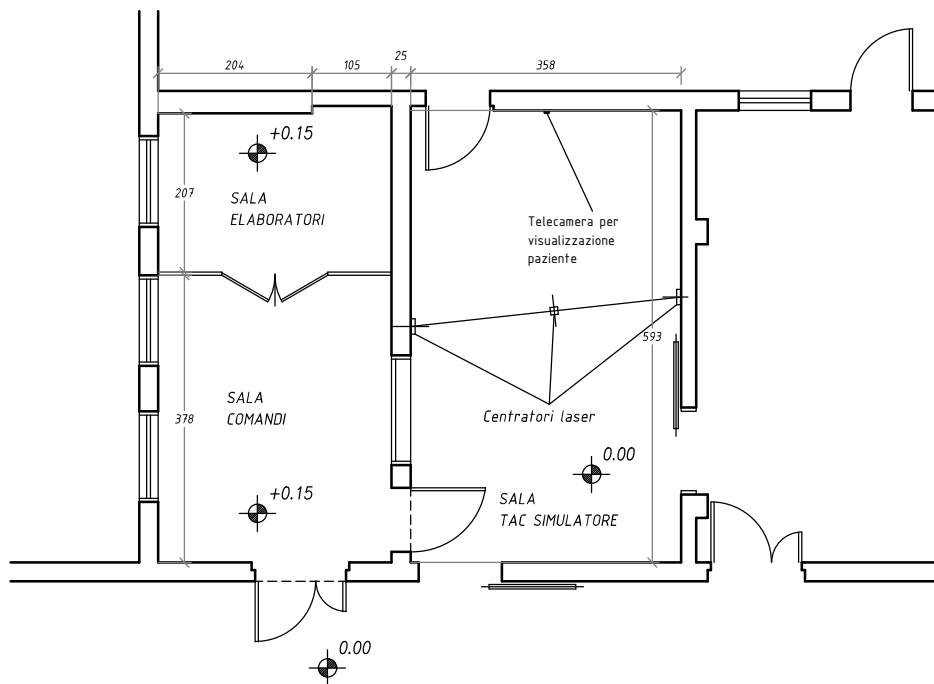 204
105
25
358
+0.15
207
SALA
ELABORATORI
Telecamera per
visualizzazione
paziente
593
SALA
COMANDI
378
Centratori laser
0.00
+0.15
SALA
TAC SIMULATORE
0.00